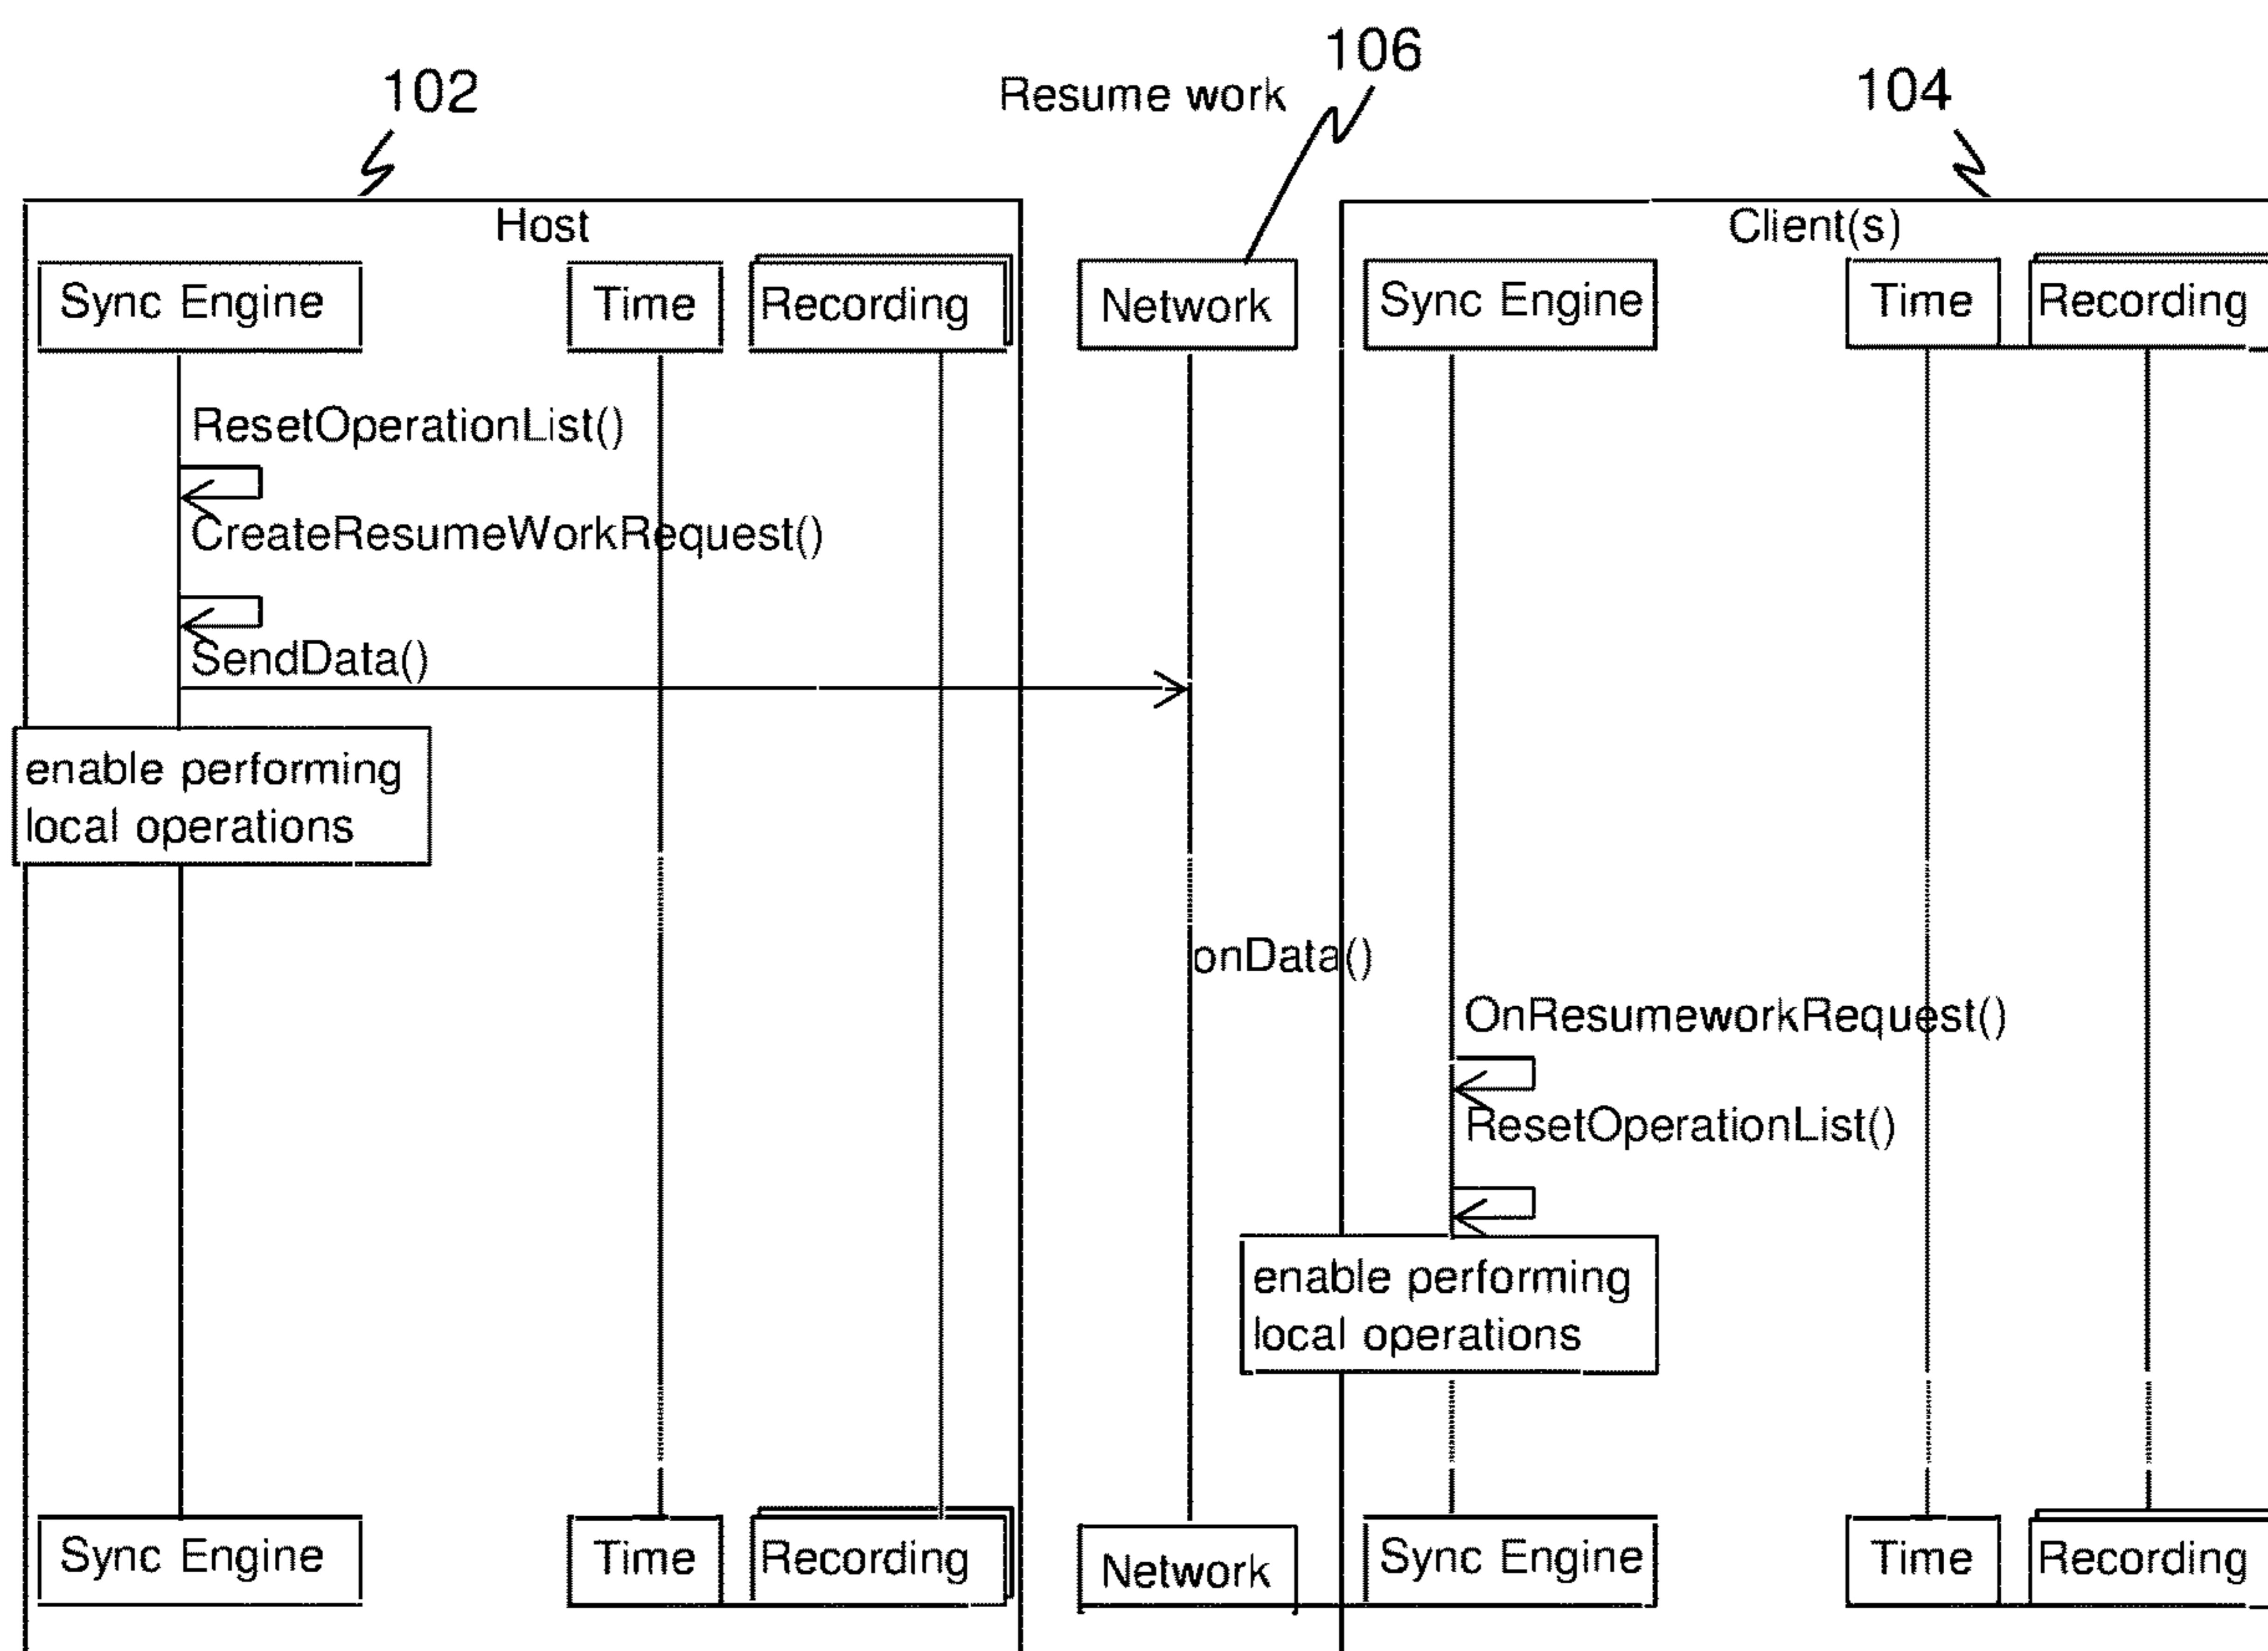 106
102
Resume work
104
Host
Client(s)
Sync Engine
Time
Recording
Network
Sync Engine
Time
Recording
ResetOperationList()
CreateResumeWorkRequest()
SendData()
enable performing
local operations
onData()
OnResumeworkRequest()
ResetOperationList()
enable performing
local operations
Sync Engine
Time
Recording
Network
Sync Engine
Time
Recording